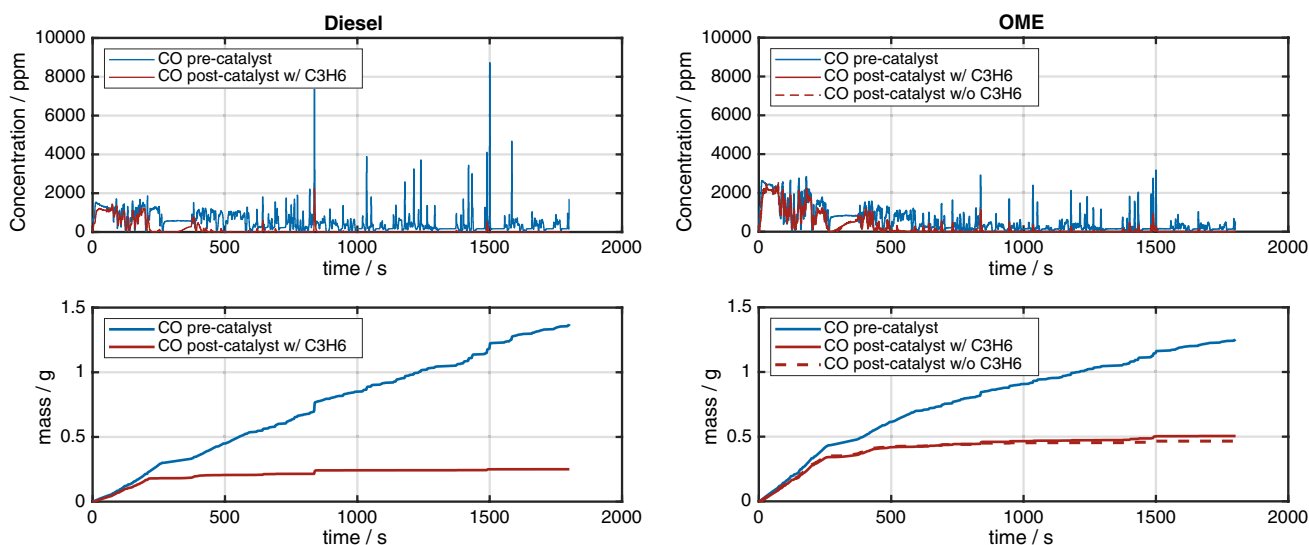 Diesel
10000
8000
6000
4000
2000
0
Concentration / ppm
CO pre-catalyst
CO post-catalyst w/ C3H6
0
500
1000
1500
2000
time / s
OME
10000
8000
6000
4000
2000
0
Concentration / ppm
CO pre-catalyst
CO post-catalyst w/ C3H6
CO post-catalyst w/o C3H6
0
500
1000
1500
2000
time / s
1.5
1
0.5
0
mass / g
CO pre-catalyst
CO post-catalyst w/ C3H6
0
500
1000
1500
2000
time / s
1.5
1
0.5
0
mass / g
CO pre-catalyst
CO post-catalyst w/ C3H6
CO post-catalyst w/o C3H6
0
500
1000
1500
2000
time / s